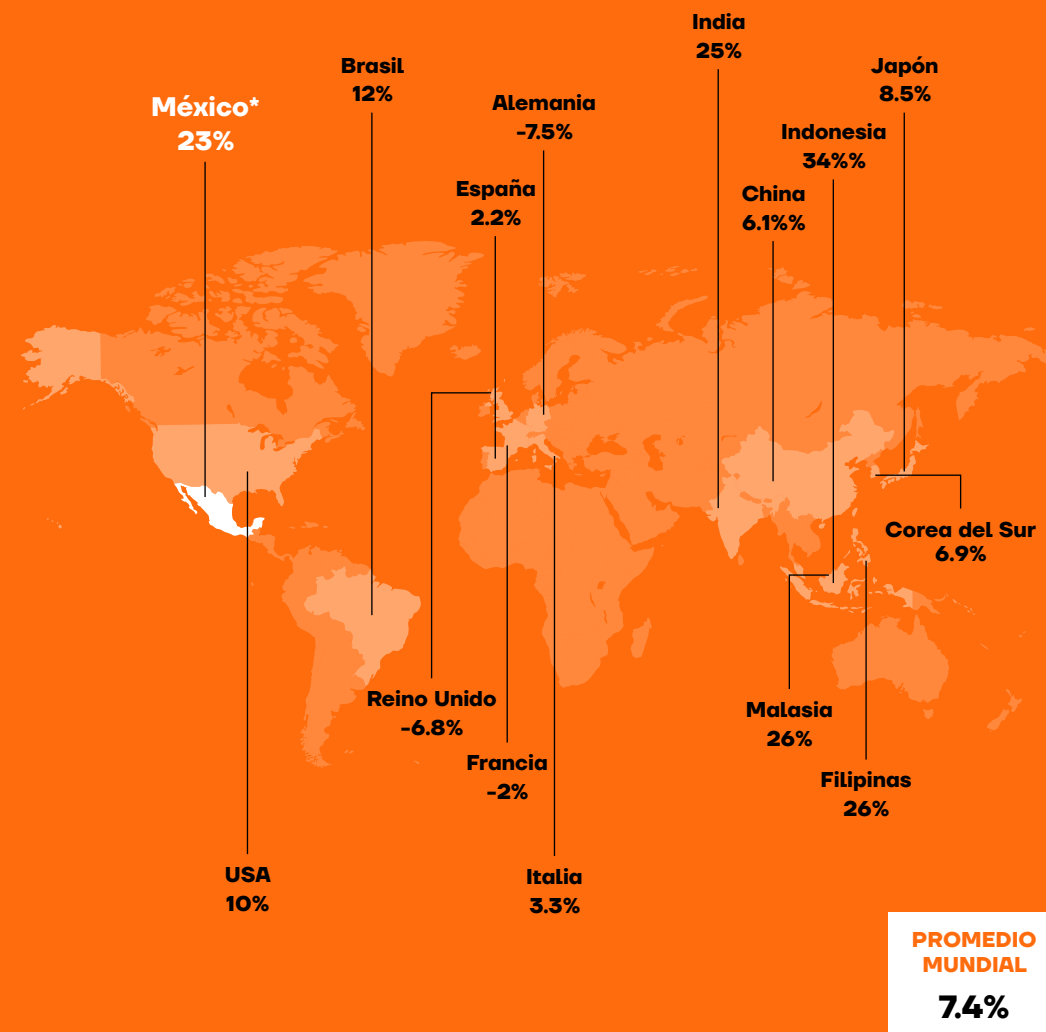 India
25%
Brasil
12%
Japón
8.5%
México*
23%
Alemania
-7.5%
Indonesia
34%%
España
2.2%
China
6.1%%
Corea del Sur
6.9%
Reino Unido
-6.8%
Malasia
26%
Francia
-2%
Filipinas
26%
USA
10%
Italia
3.3%
PROMEDIO
MUNDIAL
7.4%